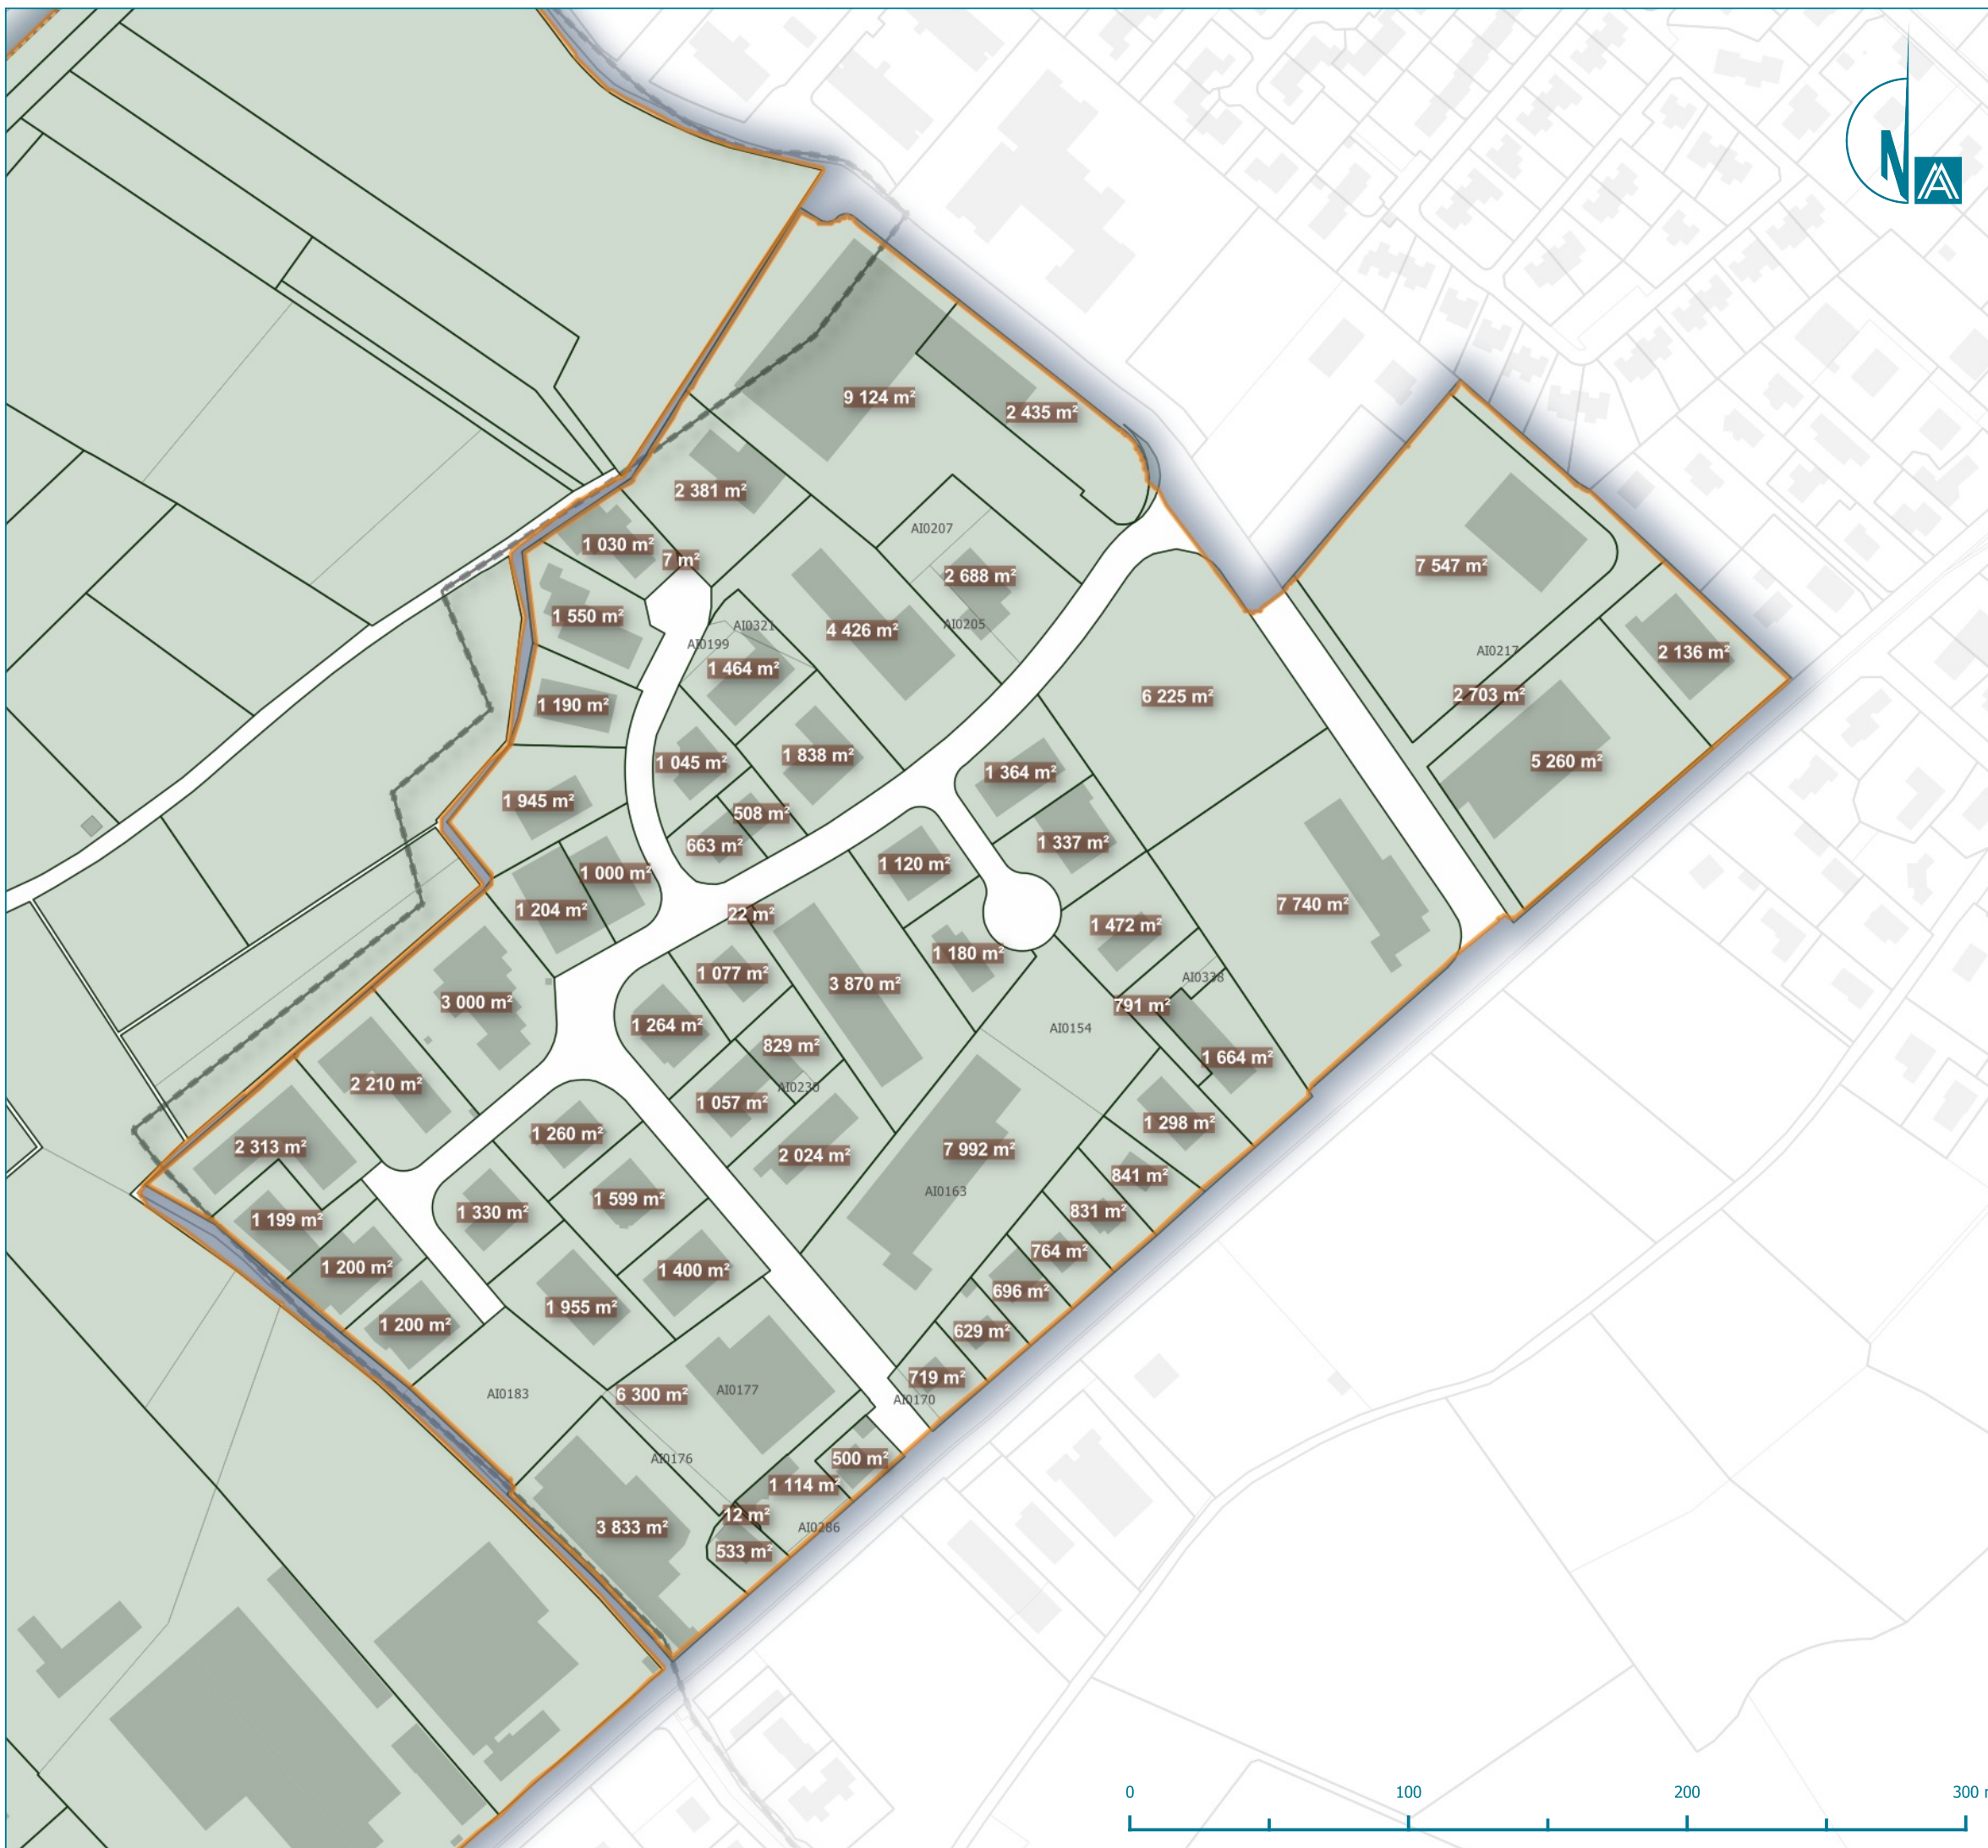 N
9 124 m²
2 435 m²
2 381 m²
AI0207
1 030 m²
7 m²
7 547 m²
2 688 m²
1 550 m²
AI0321
AI0205
4 426 m²
AI0199
AI0217
2 136 m²
1 464 m²
2 703 m²
6 225 m²
1 190 m²
1 838 m²
1 045 m²
5 260 m²
1 364 m²
1 945 m²
508 m²
663 m²
1 337 m²
1 120 m²
1 000 m²
1 204 m²
7 740 m²
22 m²
1 472 m²
1 180 m²
1 077 m²
AI0338
3 870 m²
3 000 m²
791 m²
1 264 m²
AI0154
829 m²
1 664 m²
2 210 m²
AI0230
1 057 m²
1 298 m²
1 260 m²
2 313 m²
7 992 m²
2 024 m²
841 m²
AI0163
1 599 m²
1 330 m²
831 m²
1 199 m²
764 m²
1 200 m²
1 400 m²
696 m²
1 955 m²
1 200 m²
629 m²
719 m²
AI0183
6 300 m²
AI0177
AI0170
AI0176
500 m²
1 114 m²
12 m²
3 833 m²
AI0286
533 m²
0 100 200 300